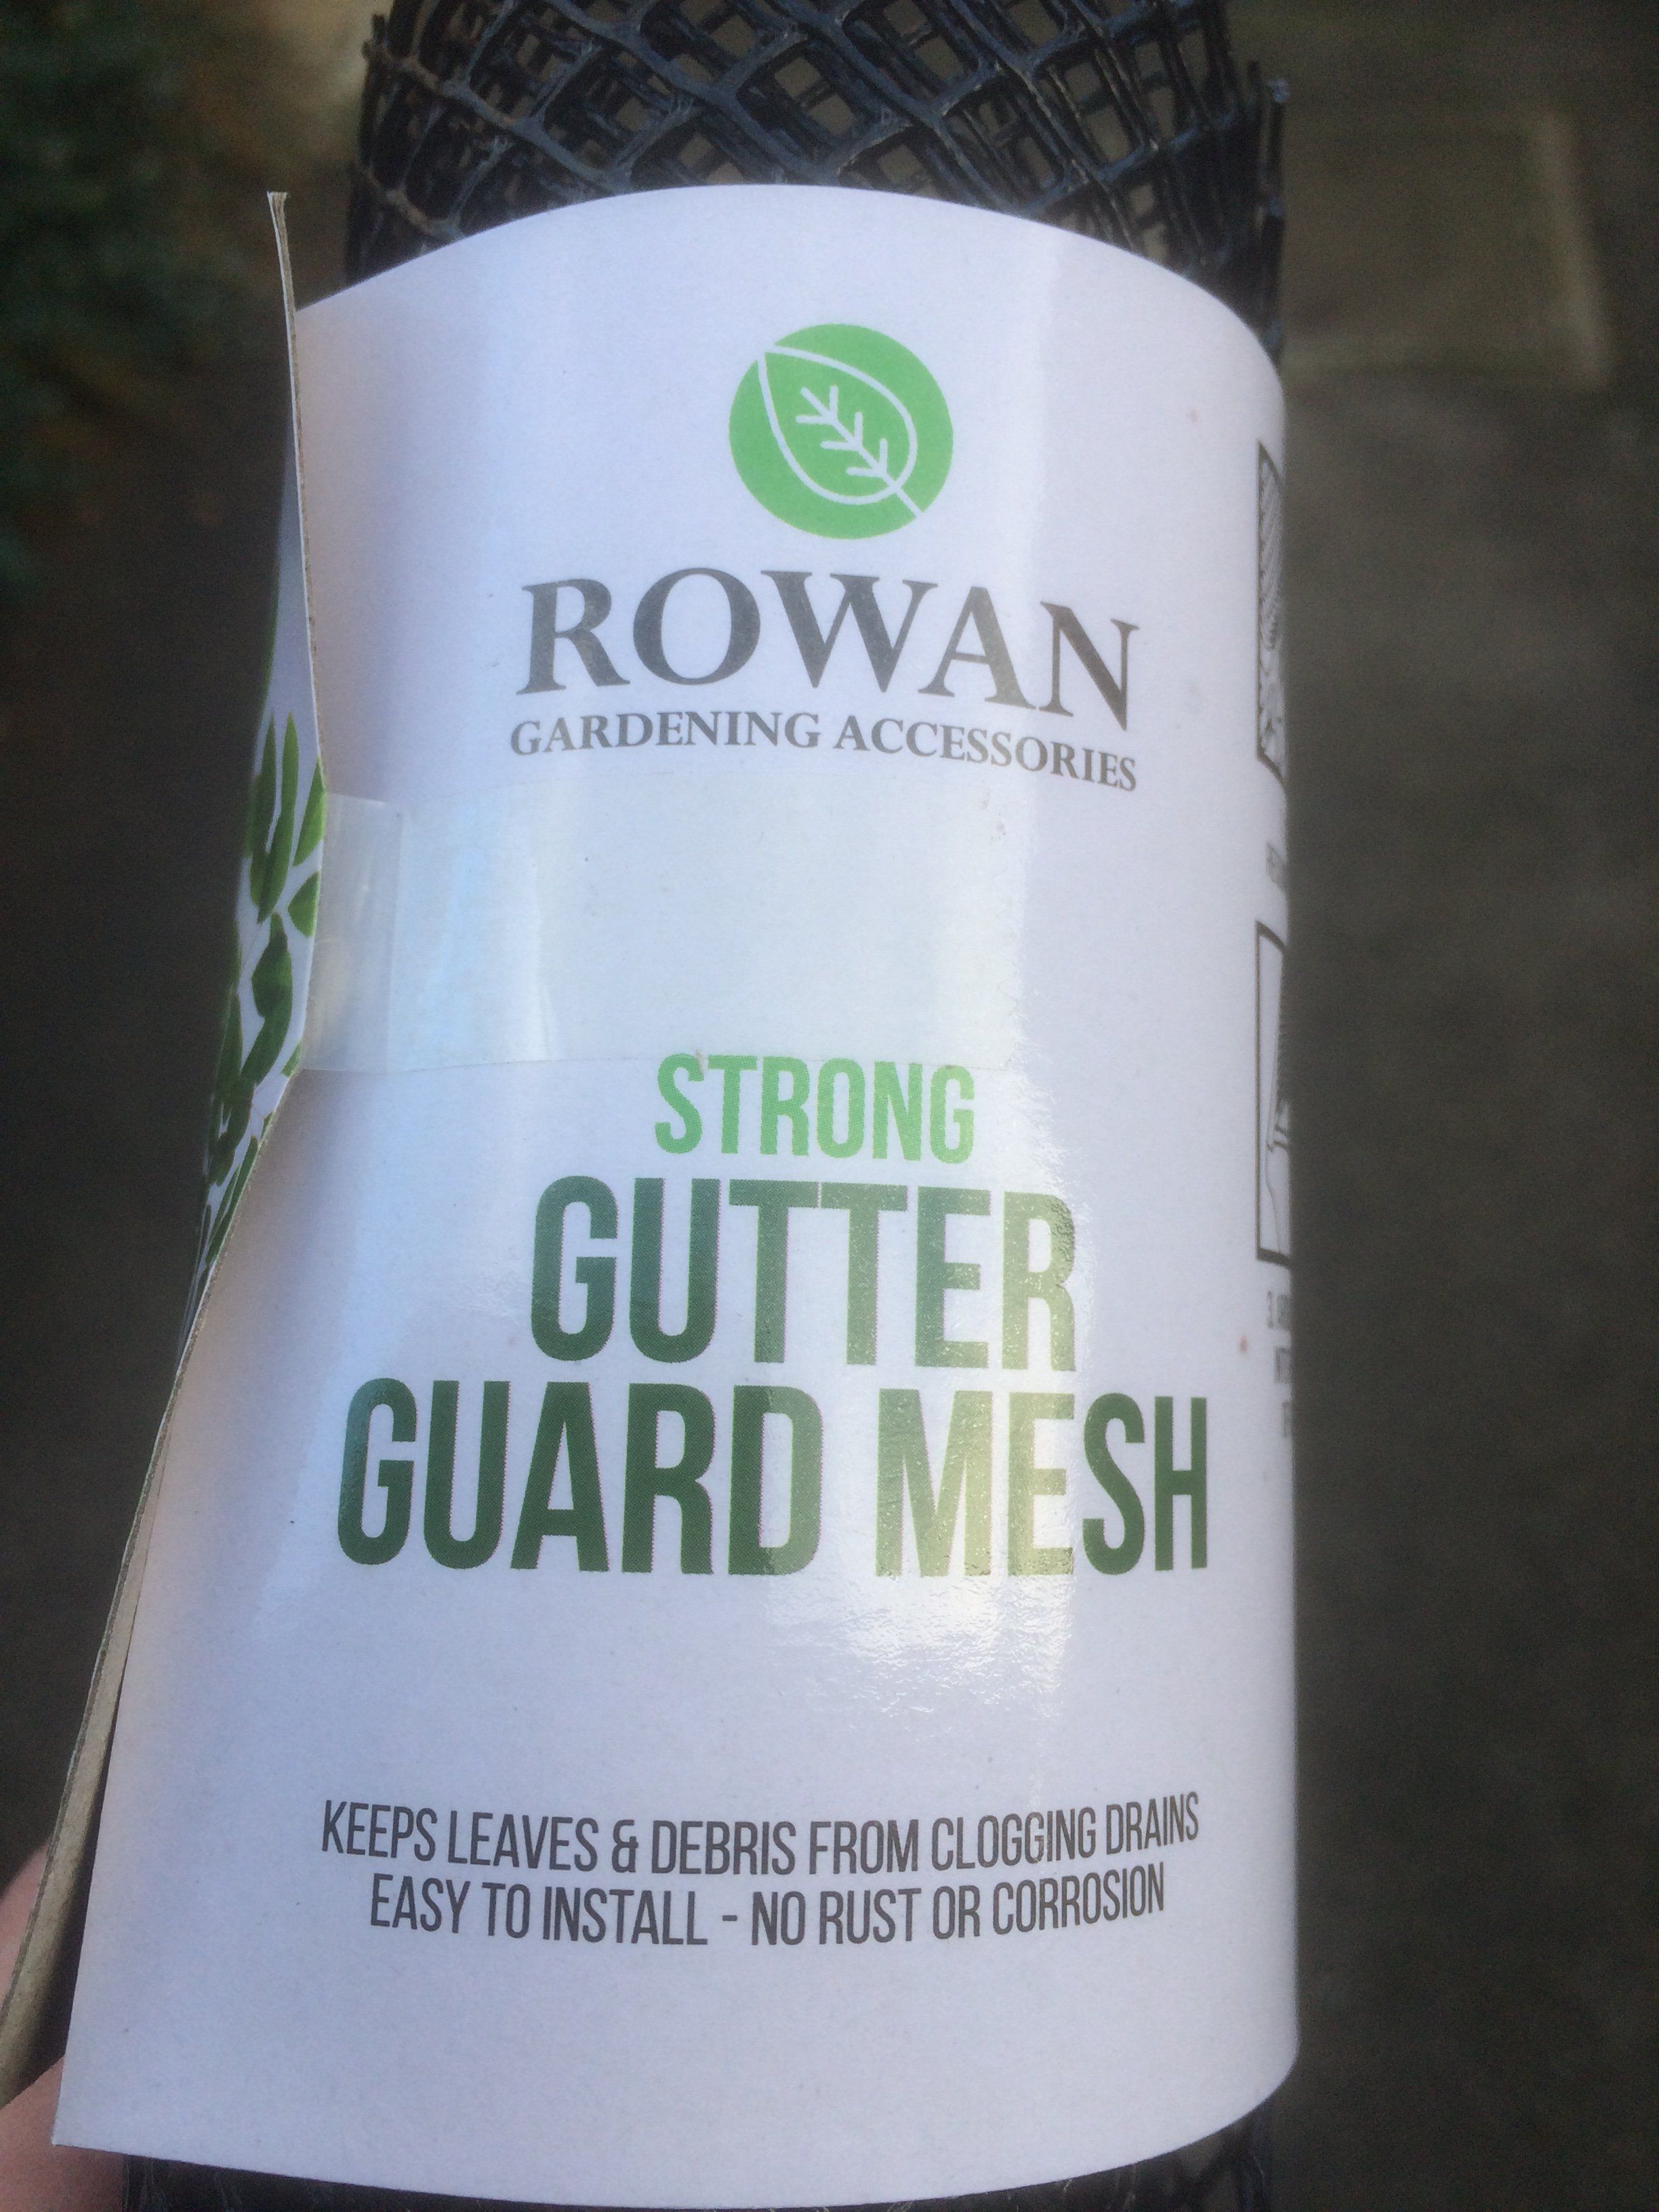 ROWAN
GARDENING ACCESSORIES
STRONG
GUTTER
GUARD MESH
KEEPS LEAVES & DEBRIS FROM CLOGGING DRAINS
EASY TO INSTALL - NO RUST OR CORROSION